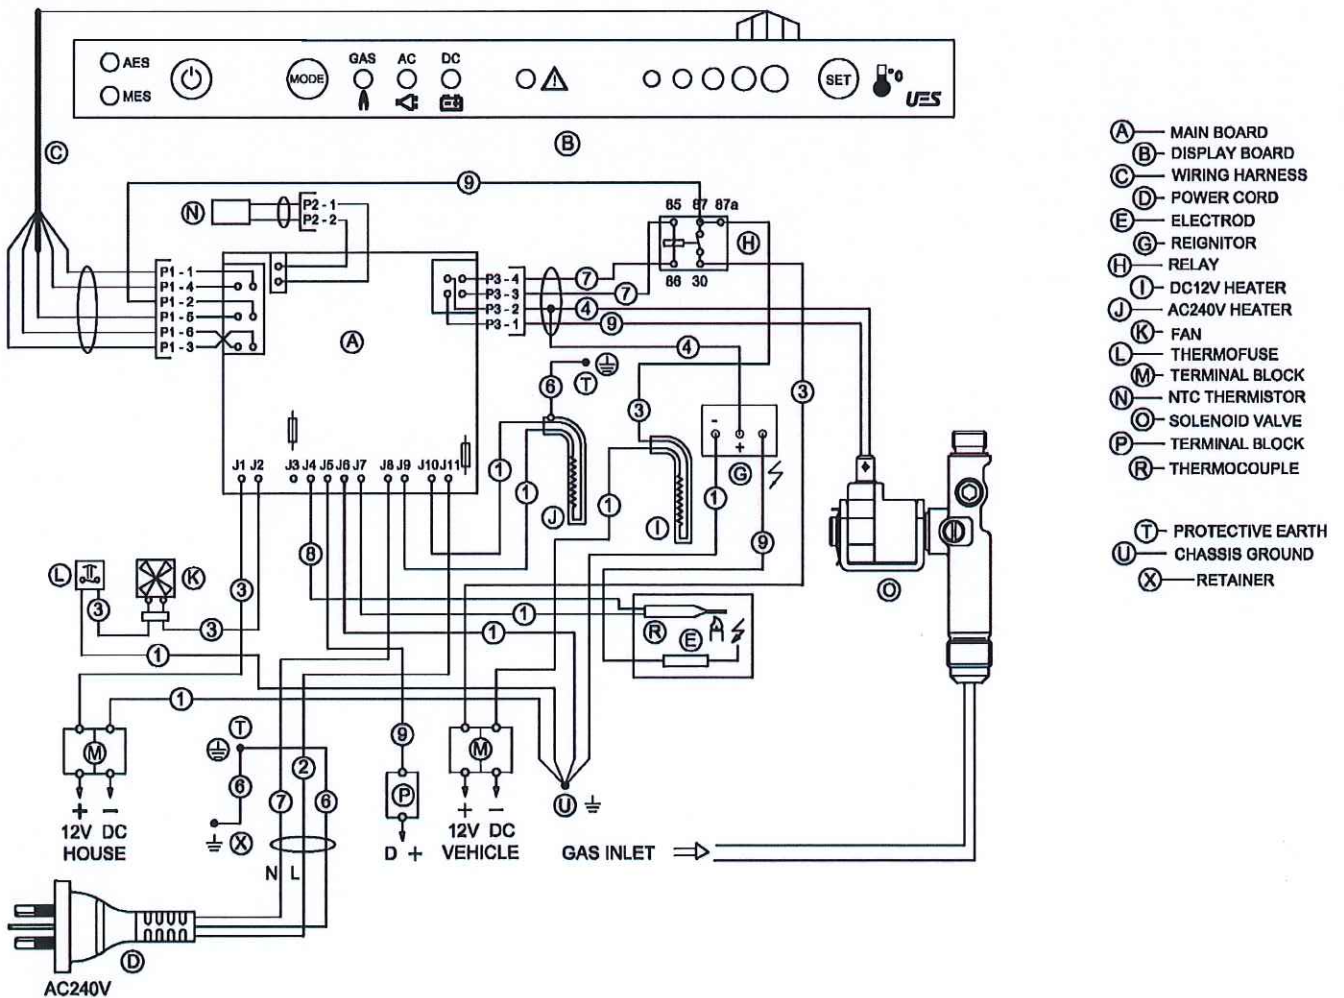 AES
MES
MODE
GAS AC DC
SET
°C
UES
C
B
9
N
P2 - 1
P2 - 2
85 87 87a
H
86 30
P1 - 1
P1 - 4
P1 - 2
P1 - 5
P1 - 6
P1 - 3
P3 - 4
P3 - 3
P3 - 2
P3 - 1
7
7
4
9
A
4
6
T
3
3
- +
G
J1 J2 J3 J4 J5 J6 J7 J8 J9 J10 J11
1
1
J
1
I
1
9
O
L
K
8
3
3
3
1
1
1
R
E
1
M
+ -
12V DC
HOUSE
T
6
X
7
2
6
N L
9
P
D +
M
+ -
12V DC
VEHICLE
U
GAS INLET
D
AC240V
A MAIN BOARD
B DISPLAY BOARD
C WIRING HARNESS
D POWER CORD
E ELECTROD
G REIGNITOR
H RELAY
I DC12V HEATER
J AC240V HEATER
K FAN
L THERMOFUSE
M TERMINAL BLOCK
N NTC THERMISTOR
O SOLENOID VALVE
P TERMINAL BLOCK
R THERMOCOUPLE
T PROTECTIVE EARTH
U CHASSIS GROUND
X RETAINER